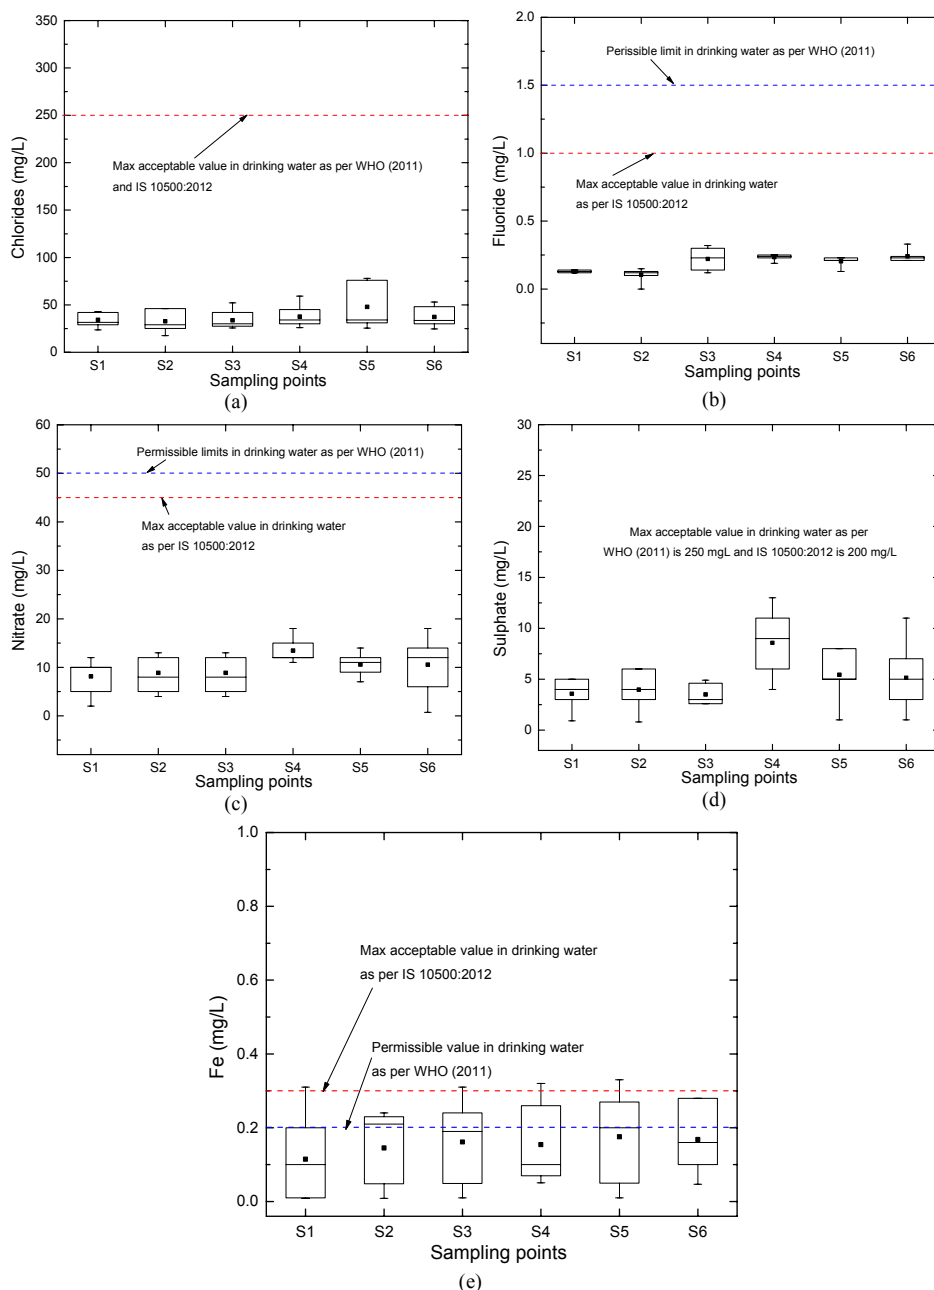 350
300
250
200
150
100
50
0
Chlorides (mg/L)
Max acceptable value in drinking water as per WHO (2011)
and IS 10500:2012
S1 S2 S3 S4 S5 S6
Sampling points
(a)
2.0
1.5
1.0
0.5
0.0
Fluoride (mg/L)
Perissible limit in drinking water as per WHO (2011)
Max acceptable value in drinking water
as per IS 10500:2012
S1 S2 S3 S4 S5 S6
Sampling points
(b)
60
50
40
30
20
10
0
Nitrate (mg/L)
Permissible limits in drinking water as per WHO (2011)
Max acceptable value in drinking water
as per IS 10500:2012
S1 S2 S3 S4 S5 S6
Sampling points
(c)
30
25
20
15
10
5
0
Sulphate (mg/L)
Max acceptable value in drinking water as per
WHO (2011) is 250 mgL and IS 10500:2012 is 200 mg/L
S1 S2 S3 S4 S5 S6
Sampling points
(d)
1.0
0.8
0.6
0.4
0.2
0.0
Fe (mg/L)
Max acceptable value in drinking water
as per IS 10500:2012
Permissible value in drinking water
as per WHO (2011)
S1 S2 S3 S4 S5 S6
Sampling points
(e)